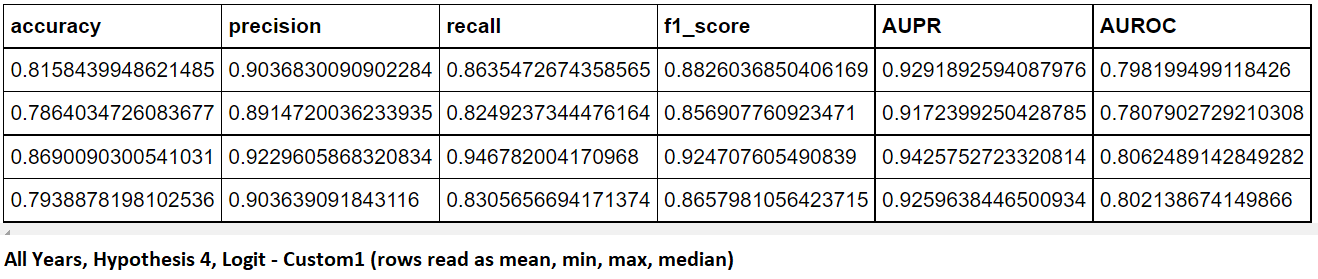 accuracy precision recall f1_score AUPR AUROC
0.8158439948621485 0.9036830090902284 0.8635472674358565 0.8826036850406169 0.9291892594087976 0.798199499118426
0.7864034726083677 0.8914720036233935 0.82492373444761​64 0.856907760923471 0.9172399250428785 0.7807902729210308
0.8690090300541031 0.9229605868320834 0.946782004170968 0.924707605490839 0.9425752723320814 0.8062489142849282
0.7938878198102536 0.903639091843116 0.8305656694171374 0.8657981056423715 0.9259638446500934 0.802138674149866
All Years, Hypothesis 4, Logit - Custom1 (rows read as mean, min, max, median)